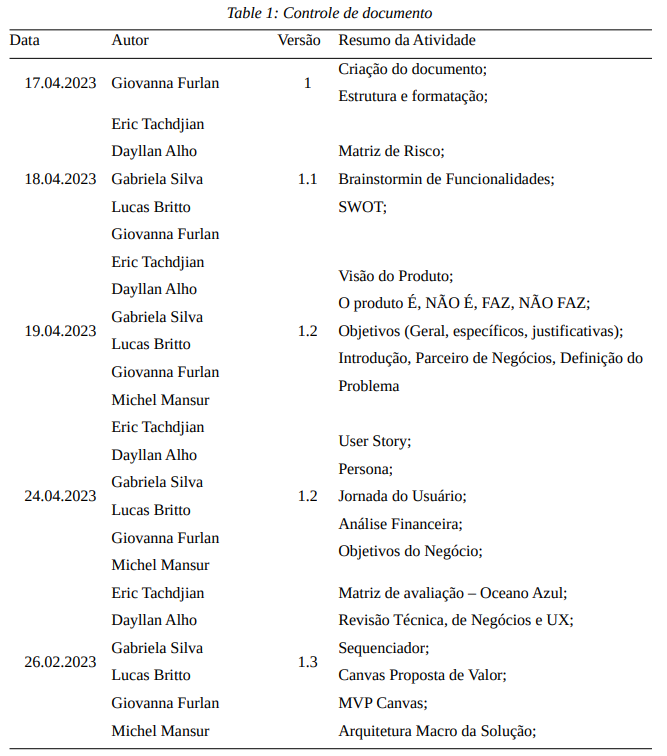 Table 1: Controle de documento
Data Autor Versão Resumo da Atividade
17.04.2023 Giovanna Furlan 1 Criação do documento;
Estrutura e formatação;
Eric Tachdjian
Dayllan Alho Matriz de Risco;
18.04.2023 Gabriela Silva 1.1 Brainstormin de Funcionalidades;
Lucas Britto SWOT;
Giovanna Furlan
Eric Tachdjian
Visão do Produto;
Dayllan Alho
O produto É, NÃO É, FAZ, NÃO FAZ;
Gabriela Silva
19.04.2023 1.2 Objetivos (Geral, específicos, justificativas);
Lucas Britto
Introdução, Parceiro de Negócios, Definição do
Giovanna Furlan
Problema
Michel Mansur
Eric Tachdjian
User Story;
Dayllan Alho
Persona;
Gabriela Silva
24.04.2023 1.2 Jornada do Usuário;
Lucas Britto
Análise Financeira;
Giovanna Furlan
Objetivos do Negócio;
Michel Mansur
Eric Tachdjian Matriz de avaliação – Oceano Azul;
Dayllan Alho Revisão Técnica, de Negócios e UX;
Gabriela Silva Sequenciador;
26.02.2023 1.3
Lucas Britto Canvas Proposta de Valor;
Giovanna Furlan MVP Canvas;
Michel Mansur Arquitetura Macro da Solução;